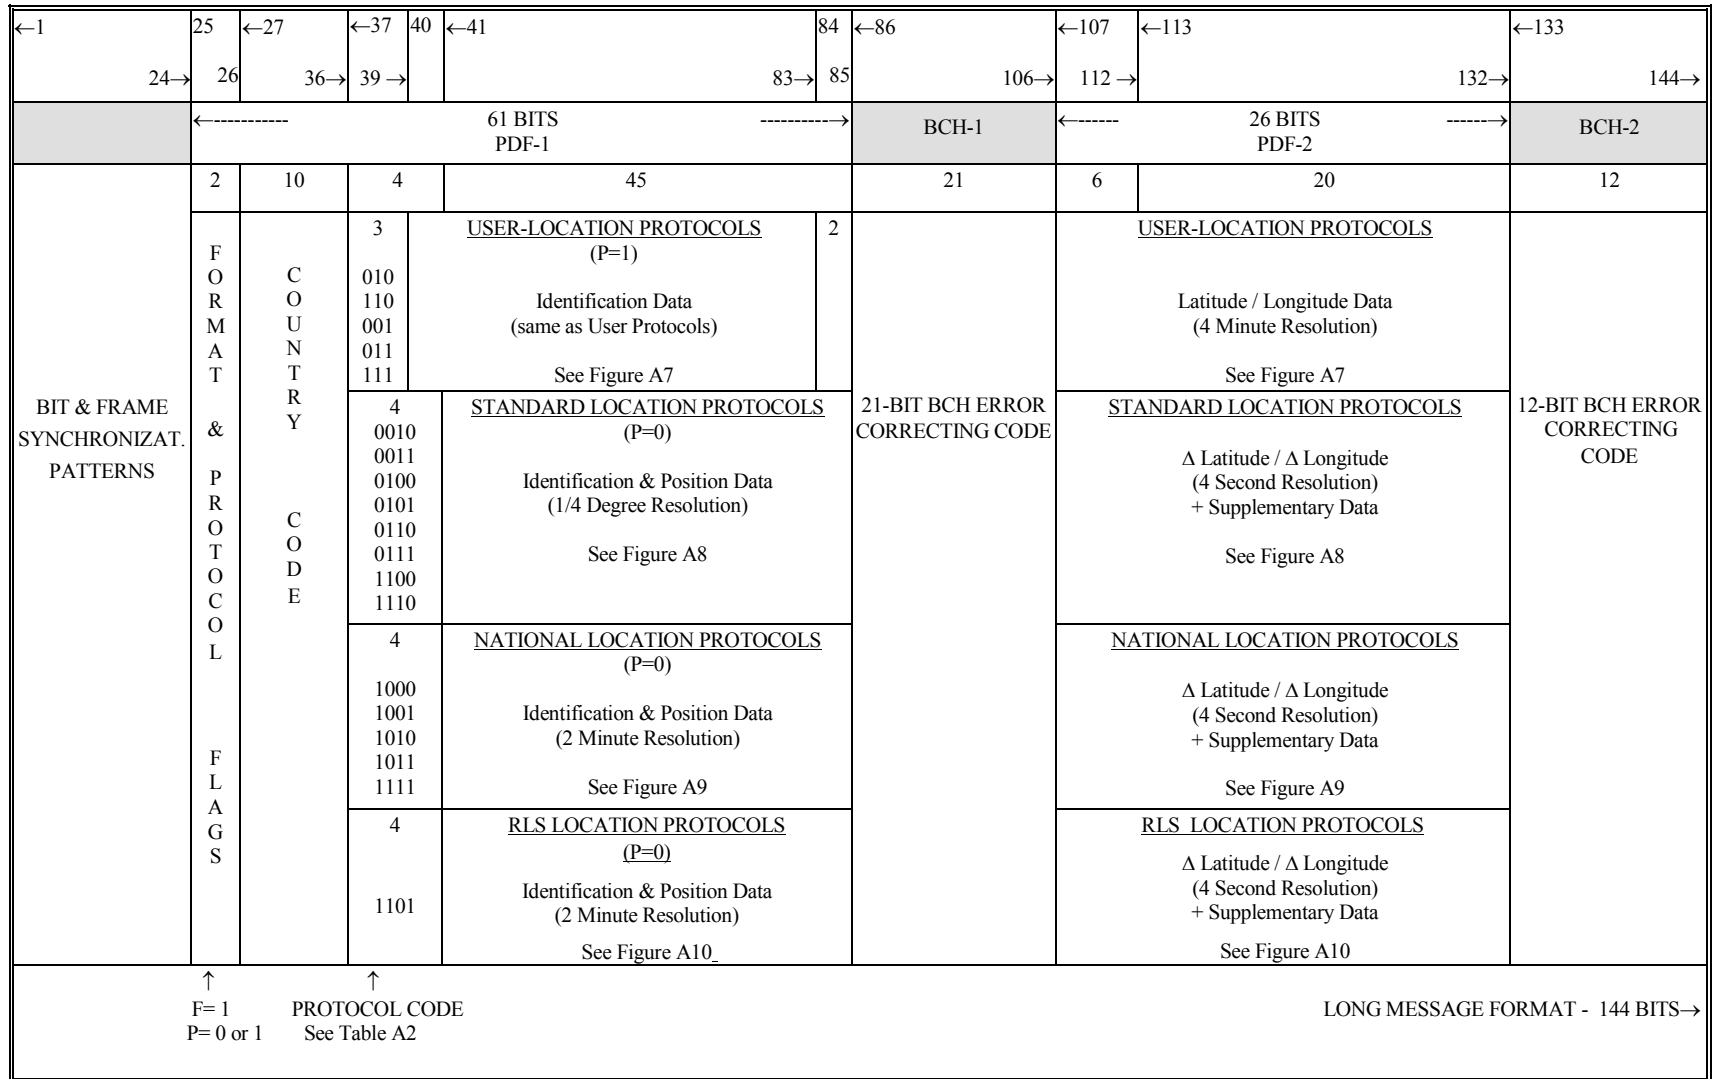 ←1 25 ←27 ←37 40 ←41 84 ←86 ←107 ←113 ←133
24→ 26 36→ 39 → 83→ 85 106→ 112 → 132→ 144→
←----------- 61 BITS ----------→
PDF-1
BCH-1
←------ 26 BITS ------→
PDF-2
BCH-2
2 10 4 45 21 6 20 12
BIT & FRAME
SYNCHRONIZAT.
PATTERNS
F
O
R
M
A
T
&
P
R
O
T
O
C
O
L
F
L
A
G
S
C
O
U
N
T
R
Y
C
O
D
E
3
010
110
001
011
111
USER-LOCATION PROTOCOLS
(P=1)
Identification Data
(same as User Protocols)
See Figure A7
2
4
0010
0011
0100
0101
0110
0111
1100
1110
STANDARD LOCATION PROTOCOLS
(P=0)
Identification & Position Data
(1/4 Degree Resolution)
See Figure A8
4
1000
1001
1010
1011
1111
NATIONAL LOCATION PROTOCOLS
(P=0)
Identification & Position Data
(2 Minute Resolution)
See Figure A9
4
1101
RLS LOCATION PROTOCOLS
(P=0)
Identification & Position Data
(2 Minute Resolution)
See Figure A10
21-BIT BCH ERROR
CORRECTING CODE
USER-LOCATION PROTOCOLS
Latitude / Longitude Data
(4 Minute Resolution)
See Figure A7
STANDARD LOCATION PROTOCOLS
Δ Latitude / Δ Longitude
(4 Second Resolution)
+ Supplementary Data
See Figure A8
NATIONAL LOCATION PROTOCOLS
Δ Latitude / Δ Longitude
(4 Second Resolution)
+ Supplementary Data
See Figure A9
RLS LOCATION PROTOCOLS
Δ Latitude / Δ Longitude
(4 Second Resolution)
+ Supplementary Data
See Figure A10
12-BIT BCH ERROR
CORRECTING
CODE
↑ ↑
F= 1 PROTOCOL CODE LONG MESSAGE FORMAT - 144 BITS→
P= 0 or 1 See Table A2